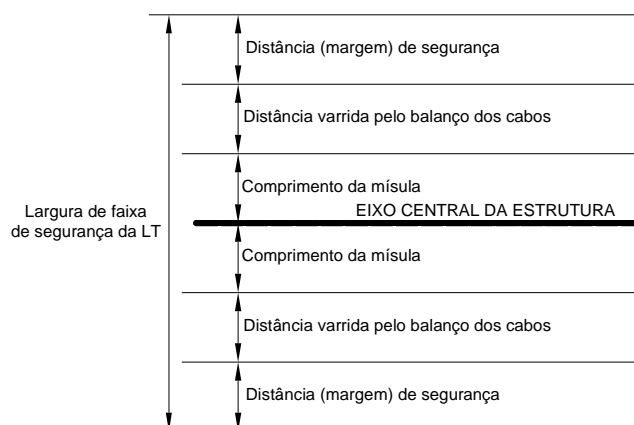 Distância (margem) de segurança
Distância varrida pelo balanço dos cabos
Comprimento da mísula
EIXO CENTRAL DA ESTRUTURA
Largura de faixa
de segurança da LT
Comprimento da mísula
Distância varrida pelo balanço dos cabos
Distância (margem) de segurança